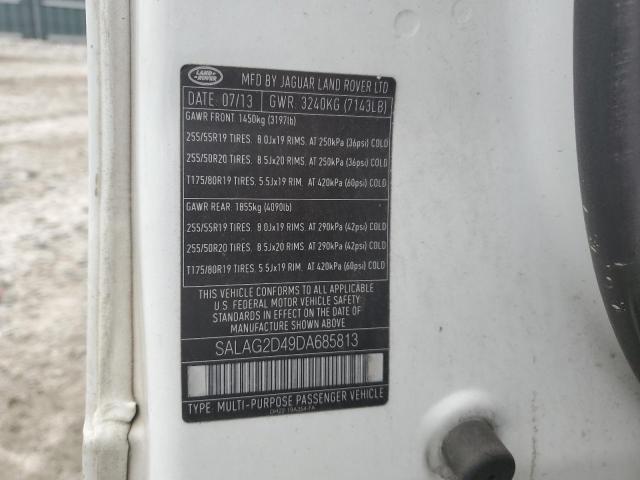 LAND ROVER
MFD BY JAGUAR LAND ROVER LTD
DATE: 07/13 GWR: 3240KG (7143LB)
GAWR FRONT 1450kg (3197lb)
255/55R19 TIRES. 8.0Jx19 RIMS. AT 250kPa (36psi) COLD
255/50R20 TIRES. 8.5Jx20 RIMS. AT 250kPa (36psi) COLD
T175/80R19 TIRES. 5.5Jx19 RIM. AT 420kPa (60psi) COLD
GAWR REAR 1855kg (4090lb)
255/55R19 TIRES. 8.0Jx19 RIMS. AT 290kPa (42psi) COLD
255/50R20 TIRES. 8.5Jx20 RIMS. AT 290kPa (42psi) COLD
T175/80R19 TIRES. 5.5Jx19 RIM. AT 420kPa (60psi) COLD
THIS VEHICLE CONFORMS TO ALL APPLICABLE
U.S. FEDERAL MOTOR VEHICLE SAFETY
STANDARDS IN EFFECT ON THE DATE OF
MANUFACTURE SHOWN ABOVE
SALAG2D49DA685813
TYPE: MULTI-PURPOSE PASSENGER VEHICLE